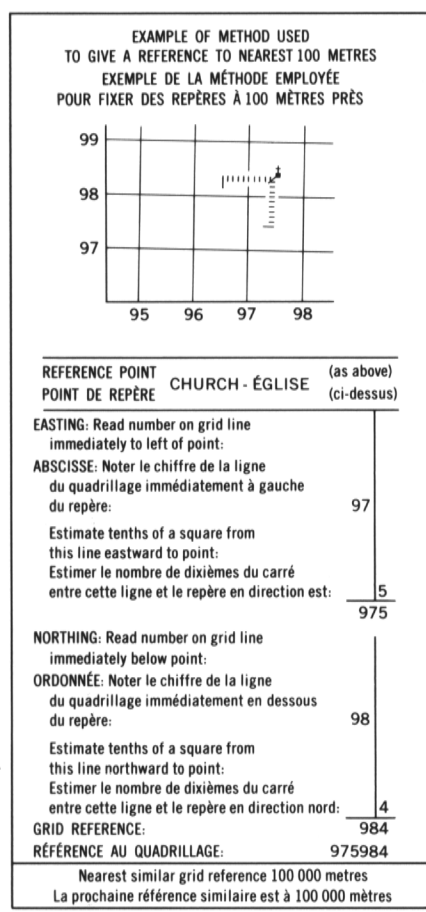 EXAMPLE OF METHOD USED
TO GIVE A REFERENCE TO NEAREST 100 METRES
EXEMPLE DE LA MÉTHODE EMPLOYÉE
POUR FIXER DES REPÈRES À 100 MÈTRES PRÈS
99
98
97
95 96 97 98
REFERENCE POINT
POINT DE REPÈRE
CHURCH - ÉGLISE
(as above)
(ci-dessus)
EASTING: Read number on grid line
immediately to left of point:
ABSCISSE: Noter le chiffre de la ligne
du quadrillage immédiatement à gauche
du repère: 97
Estimate tenths of a square from
this line eastward to point:
Estimer le nombre de dixièmes du carré
entre cette ligne et le repère en direction est: 5
975
NORTHING: Read number on grid line
immediately below point:
ORDONNÉE: Noter le chiffre de la ligne
du quadrillage immédiatement en dessous
du repère: 98
Estimate tenths of a square from
this line northward to point:
Estimer le nombre de dixièmes du carré
entre cette ligne et le repère en direction nord: 4
GRID REFERENCE: 984
RÉFÉRENCE AU QUADRILLAGE: 975984
Nearest similar grid reference 100 000 metres
La prochaine référence similaire est à 100 000 mètres